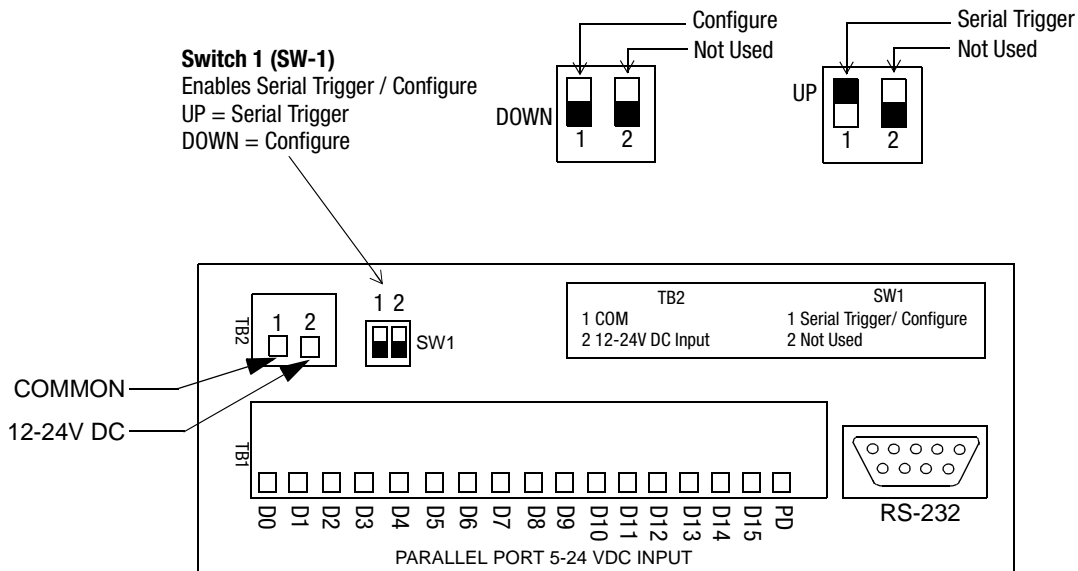 Switch 1 (SW-1)
Enables Serial Trigger / Configure
UP = Serial Trigger
DOWN = Configure
Configure
Not Used
DOWN
1 2
Serial Trigger
Not Used
UP
1 2
TB2
1 2
1 2
SW1
TB2
1 COM
2 12-24V DC Input
SW1
1 Serial Trigger/ Configure
2 Not Used
COMMON
12-24V DC
TB1
D0 D1 D2 D3 D4 D5 D6 D7 D8 D9 D10 D11 D12 D13 D14 D15 PD
PARALLEL PORT 5-24 VDC INPUT
RS-232